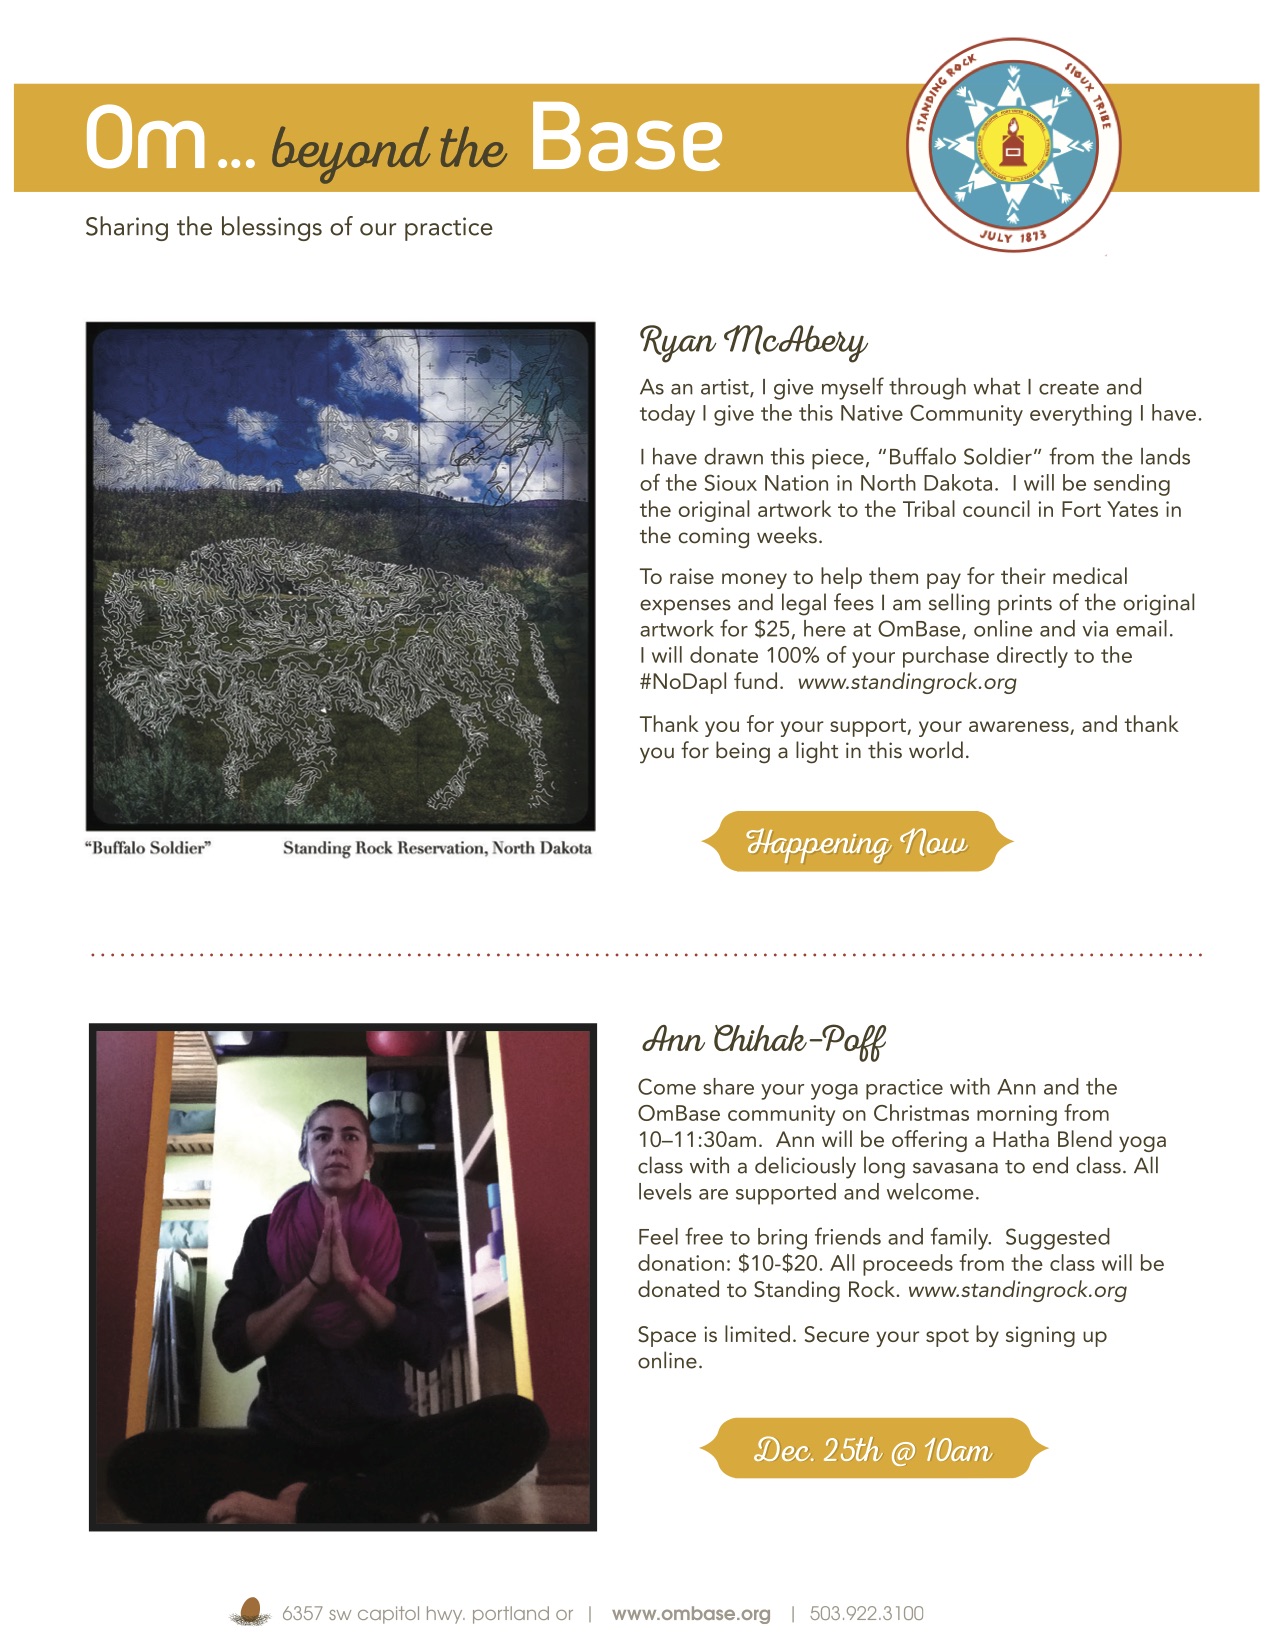 Om... beyond the Base
STANDING ROCK SIOUX TRIBE
JULY 1873
Sharing the blessings of our practice
Ryan McAbery
As an artist, I give myself through what I create and
today I give the this Native Community everything I have.
I have drawn this piece, “Buffalo Soldier” from the lands
of the Sioux Nation in North Dakota.  I will be sending
the original artwork to the Tribal council in Fort Yates in
the coming weeks.
To raise money to help them pay for their medical
expenses and legal fees I am selling prints of the original
artwork for $25, here at OmBase, online and via email.
I will donate 100% of your purchase directly to the
#NoDapl fund.  www.standingrock.org
Thank you for your support, your awareness, and thank
you for being a light in this world.
Happening Now
“Buffalo Soldier” Standing Rock Reservation, North Dakota
Ann Chihak-Poff
Come share your yoga practice with Ann and the
OmBase community on Christmas morning from
10–11:30am.  Ann will be offering a Hatha Blend yoga
class with a deliciously long savasana to end class. All
levels are supported and welcome.
Feel free to bring friends and family.  Suggested
donation: $10-$20. All proceeds from the class will be
donated to Standing Rock. www.standingrock.org
Space is limited. Secure your spot by signing up
online.
Dec. 25th @ 10am
6357 sw capitol hwy. portland or | www.ombase.org | 503.922.3100